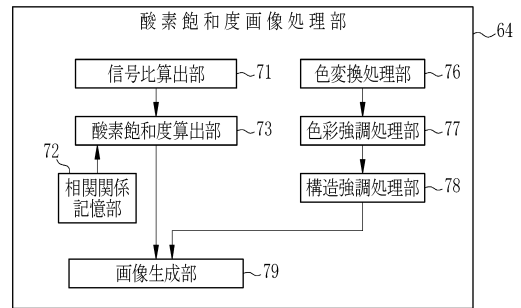 酸素飽和度画像処理部
64
信号比算出部
71
色変換処理部
76
酸素飽和度算出部
73
色彩強調処理部
77
72
相関関係
記憶部
構造強調処理部
78
画像生成部
79